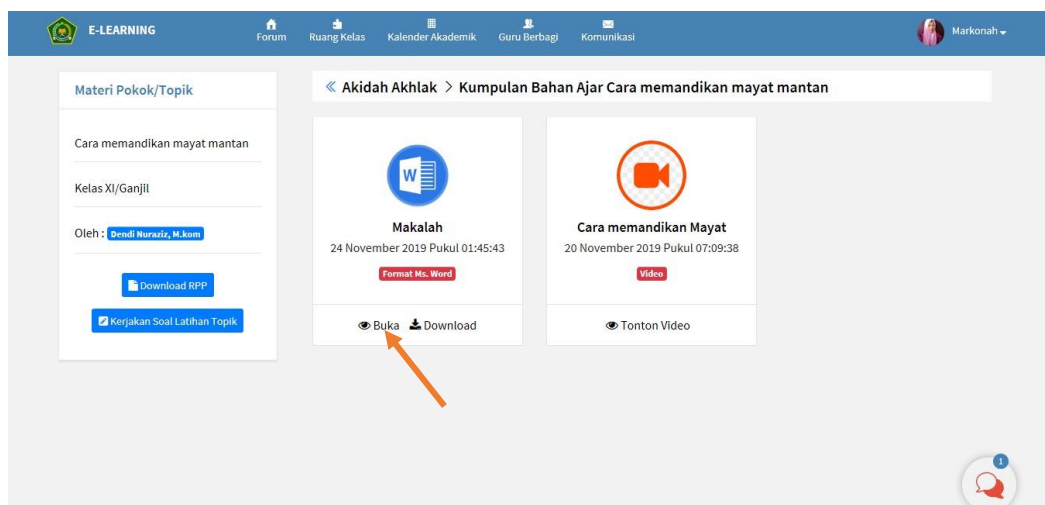 E-LEARNING
Forum
Ruang Kelas
Kalender Akademik
Guru Berbagi
Komunikasi
Markonah
Materi Pokok/Topik
Cara memandikan mayat mantan
Kelas XI/Ganjil
Oleh : Dendi Nuraziz, M.kom
Download RPP
Kerjakan Soal Latihan Topik
« Akidah Akhlak > Kumpulan Bahan Ajar Cara memandikan mayat mantan
W
Makalah
24 November 2019 Pukul 01:45:43
Format Ms. Word
Buka Download
Cara memandikan Mayat
20 November 2019 Pukul 07:09:38
Video
Tonton Video
1